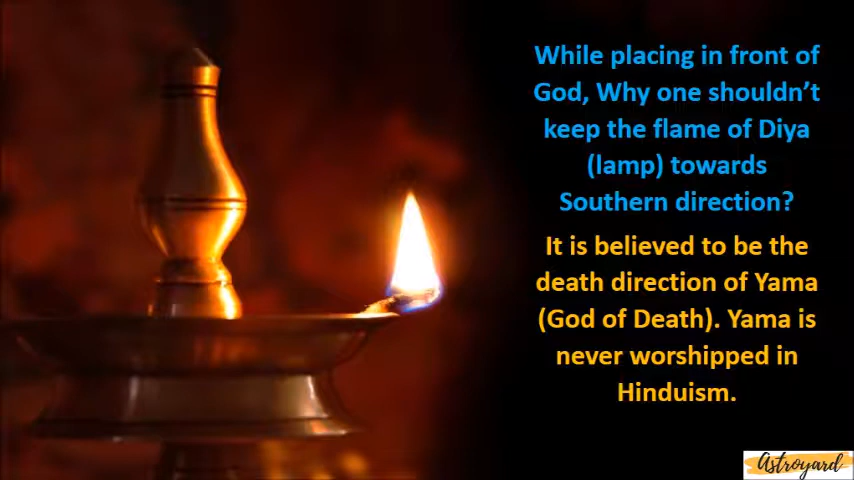 While placing in front of
God, Why one shouldn’t
keep the flame of Diya
(lamp) towards
Southern direction?
It is believed to be the
death direction of Yama
(God of Death). Yama is
never worshipped in
Hinduism.
Astroyard